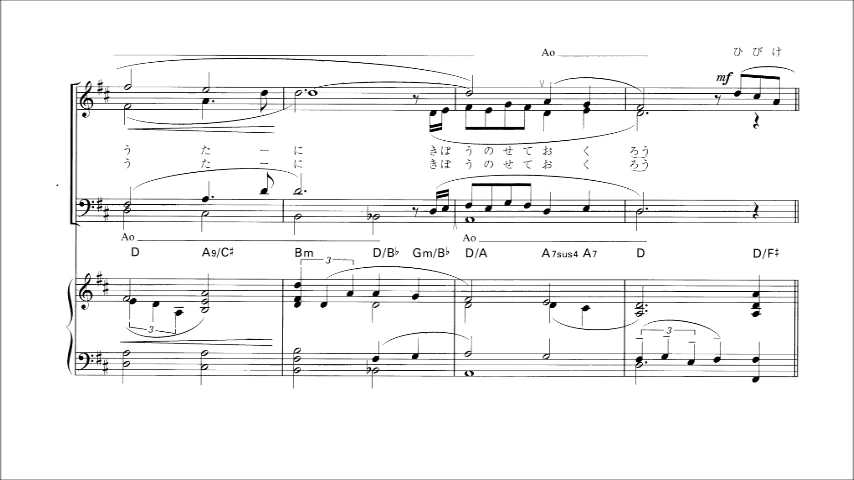 Ao
ひびけ
mf
うたーに きぼうのせておくろう
うたーに きぼうのせておくろう
Ao Ao
D A9/C♯ Bm D/B♭ Gm/B♭ D/A A7sus4 A7 D D/F♯
3
3
3